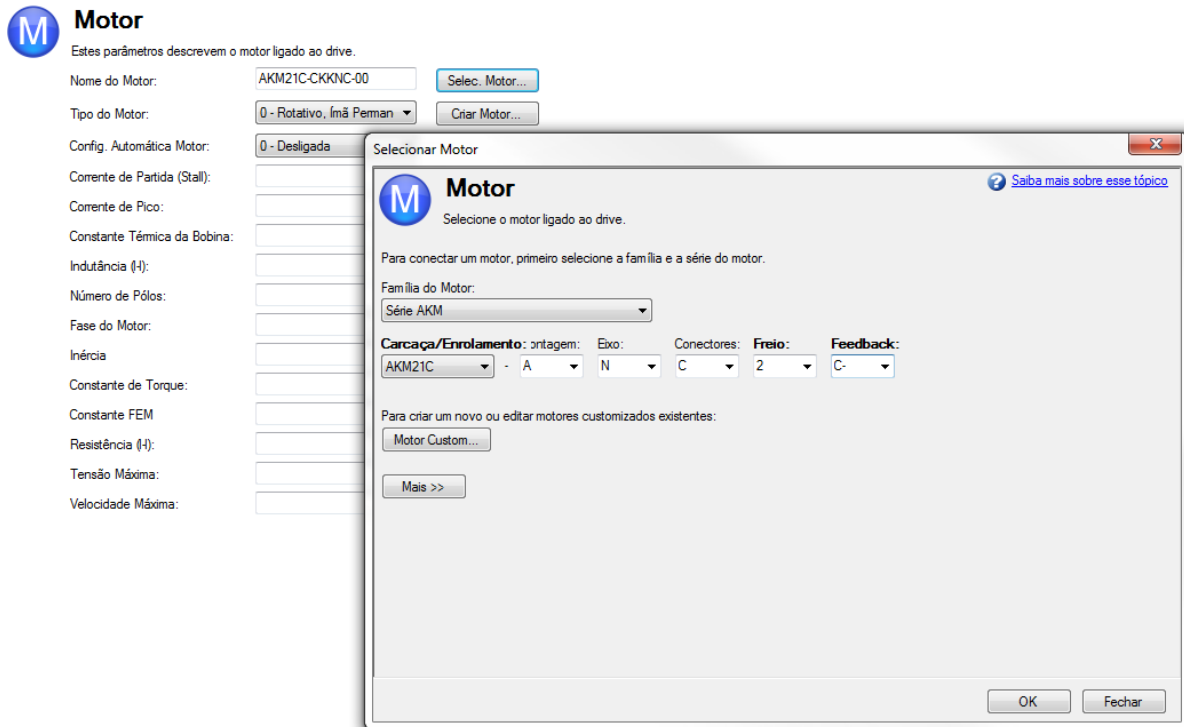 M
Motor
Estes parâmetros descrevem o motor ligado ao drive.
Nome do Motor: AKM21C-CKKNC-00 Selec. Motor...
Tipo do Motor: 0 - Rotativo, Ímã Perman Criar Motor...
Config. Automática Motor: 0 - Desligada
Corrente de Partida (Stall):
Corrente de Pico:
Constante Térmica da Bobina:
Indutância (l-l):
Número de Pólos:
Fase do Motor:
Inércia
Constante de Torque:
Constante FEM
Resistência (l-l):
Tensão Máxima:
Velocidade Máxima:
Selecionar Motor
x
M
Motor
? Saiba mais sobre esse tópico
Selecione o motor ligado ao drive.
Para conectar um motor, primeiro selecione a família e a série do motor.
Família do Motor:
Série AKM
Carcaça/Enrolamento: ontagem: Eixo: Conectores: Freio: Feedback:
AKM21C - A N C 2 C-
Para criar um novo ou editar motores customizados existentes:
Motor Custom...
Mais >>
OK Fechar